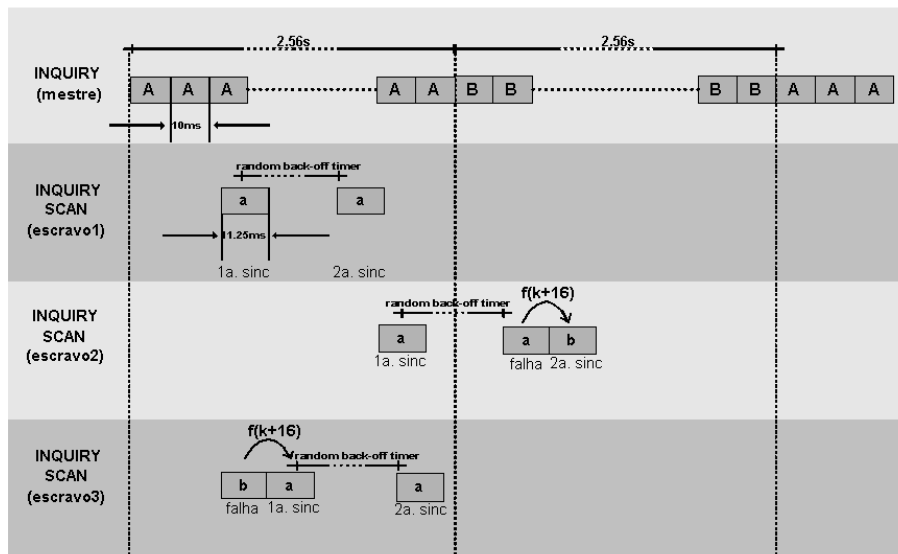 2.56s 2.56s
INQUIRY
(mestre)
A A A A A B B B B A A A
10ms
random back-off timer
INQUIRY
SCAN
(escravo1)
a a
11.25ms
1a. sinc 2a. sinc
f(k+16)
random back-off timer
INQUIRY
SCAN
(escravo2)
a a b
1a. sinc falha 2a. sinc
f(k+16)
random back-off timer
INQUIRY
SCAN
(escravo3)
b a a
falha 1a. sinc 2a. sinc